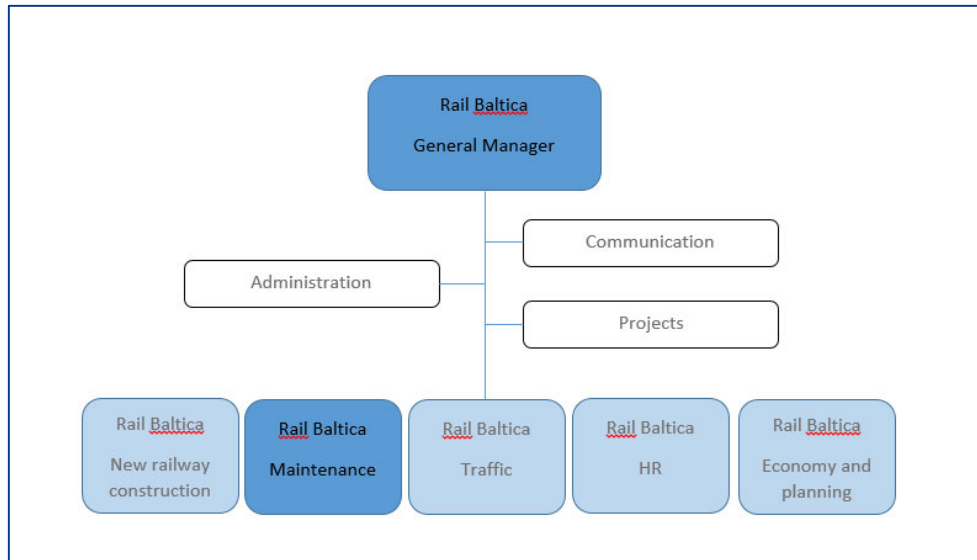 Rail Baltica
General Manager
Communication
Administration
Projects
Rail Baltica
New railway
construction
Rail Baltica
Maintenance
Rail Baltica
Traffic
Rail Baltica
HR
Rail Baltica
Economy and
planning